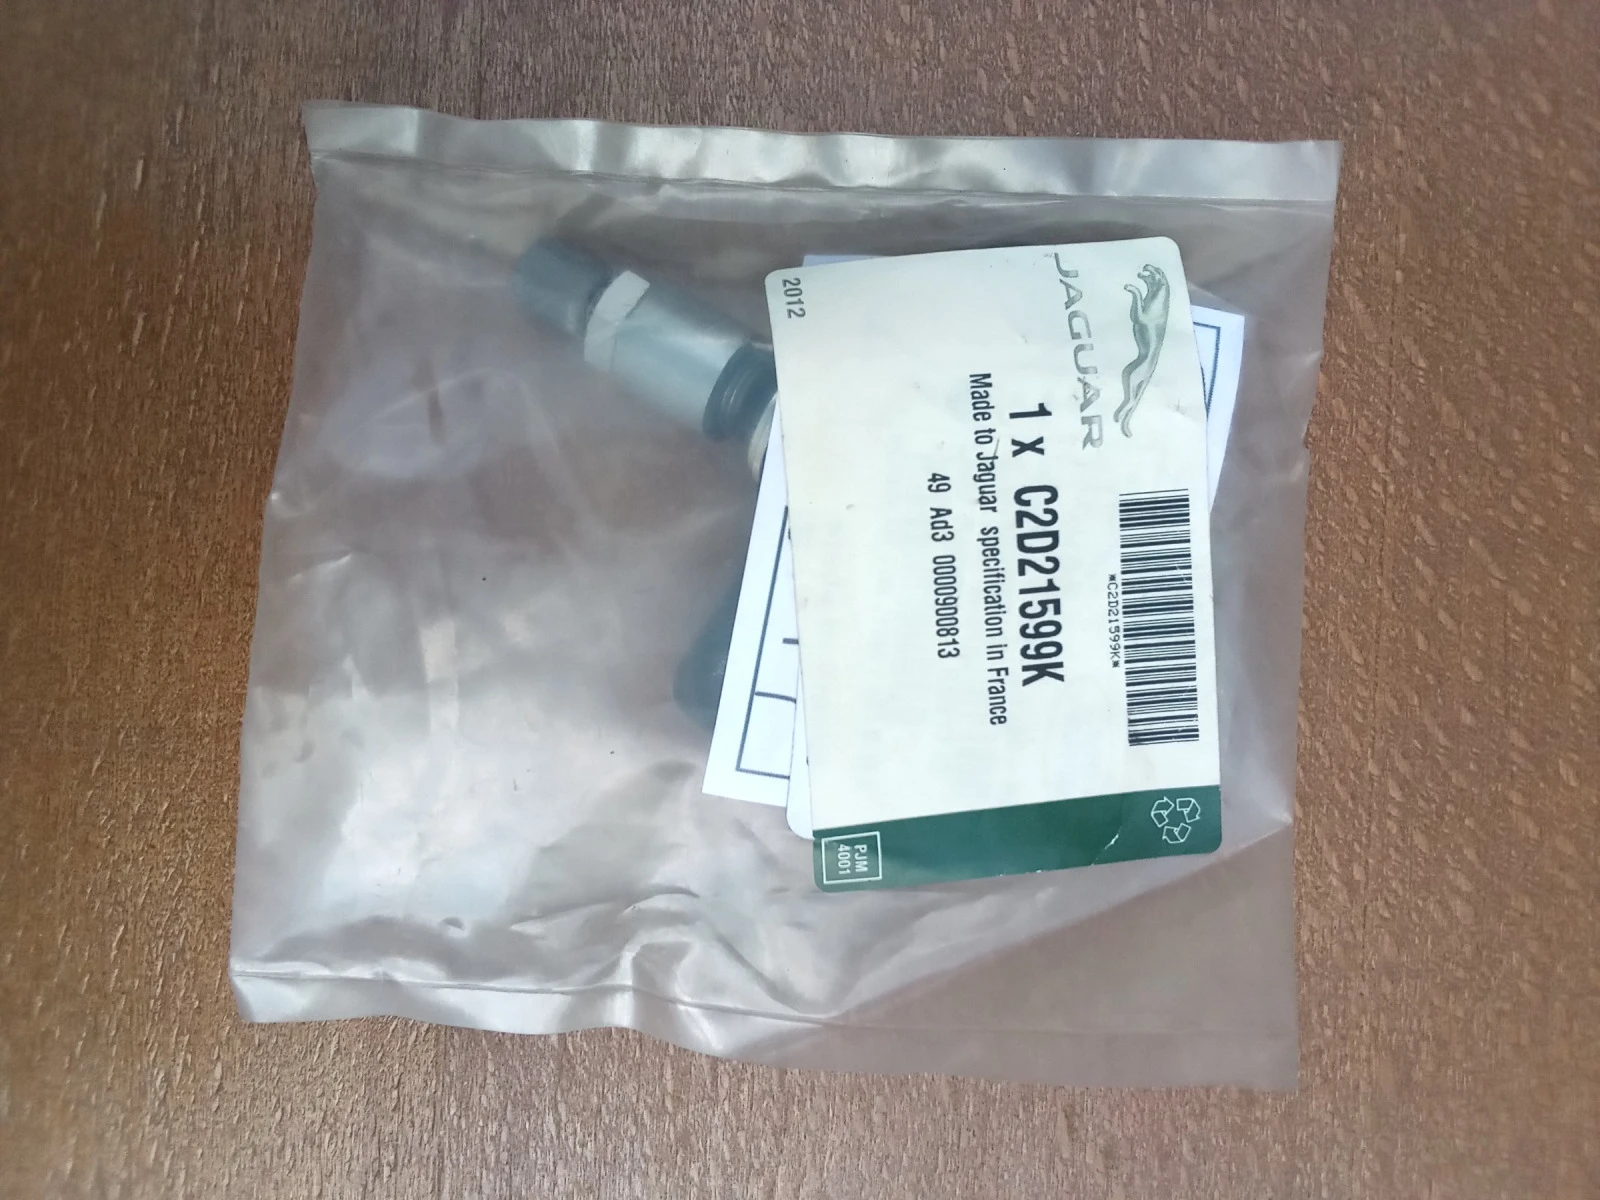 JAGUAR
*C2D21599K*
1 x C2D21599K
Made to Jaguar specification in France
49 Ad3 0000900813
2012
PJM
4001